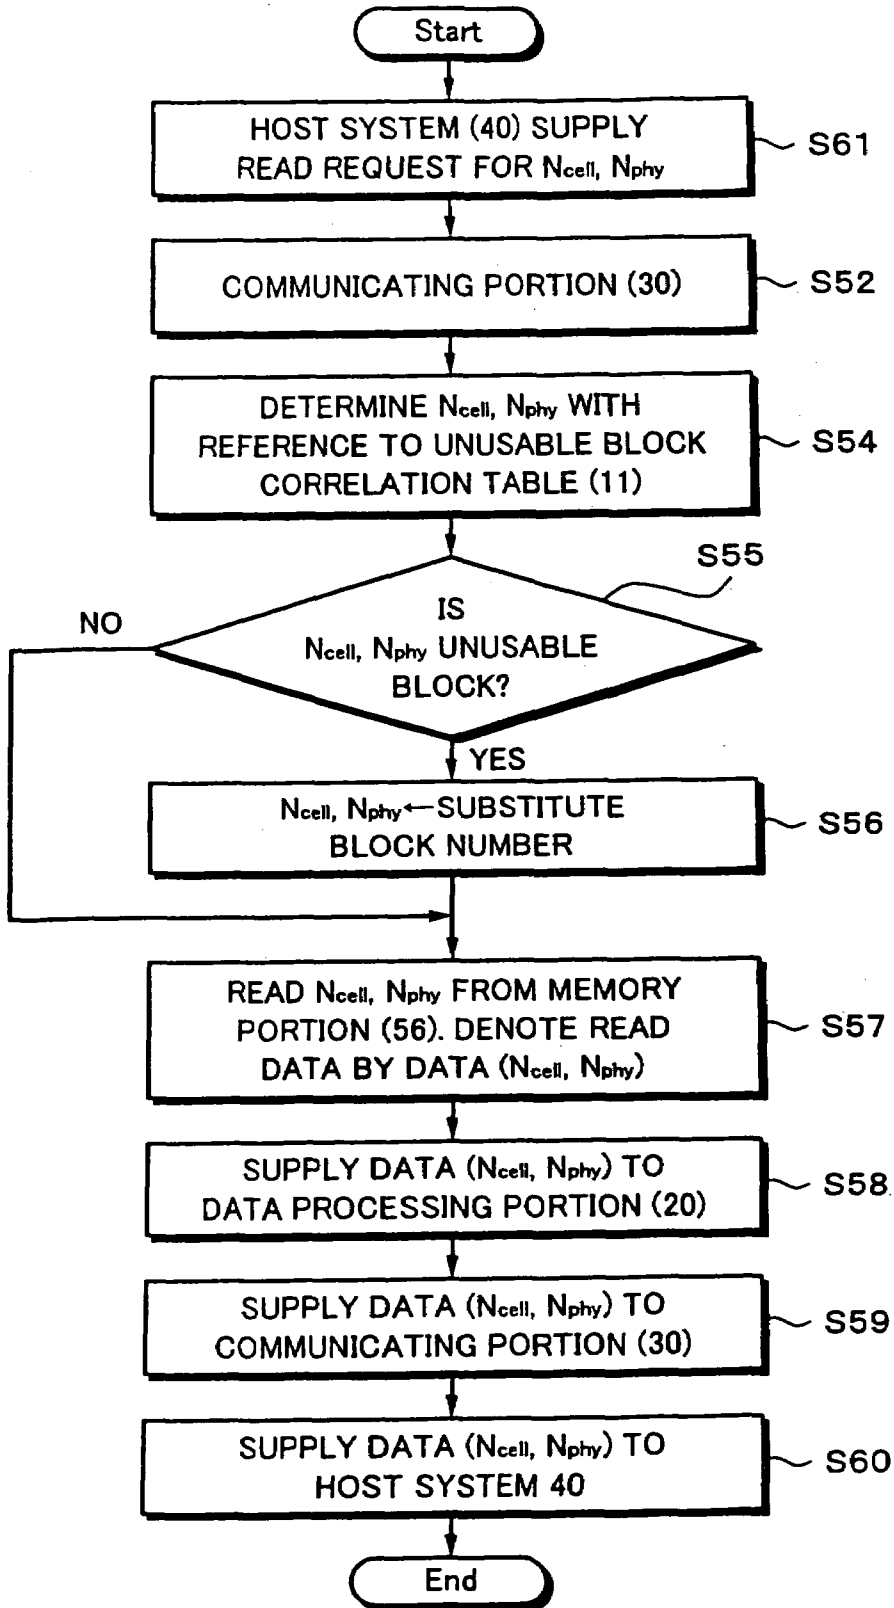 Start
HOST SYSTEM (40) SUPPLY
READ REQUEST FOR Ncell, Nphy
S61
COMMUNICATING PORTION (30)
S52
DETERMINE Ncell, Nphy WITH
REFERENCE TO UNUSABLE BLOCK
CORRELATION TABLE (11)
S54
S55
NO
IS
Ncell, Nphy UNUSABLE
BLOCK?
YES
Ncell, Nphy←SUBSTITUTE
BLOCK NUMBER
S56
READ Ncell, Nphy FROM MEMORY
PORTION (56). DENOTE READ
DATA BY DATA (Ncell, Nphy)
S57
SUPPLY DATA (Ncell, Nphy) TO
DATA PROCESSING PORTION (20)
S58
SUPPLY DATA (Ncell, Nphy) TO
COMMUNICATING PORTION (30)
S59
SUPPLY DATA (Ncell, Nphy) TO
HOST SYSTEM 40
S60
End